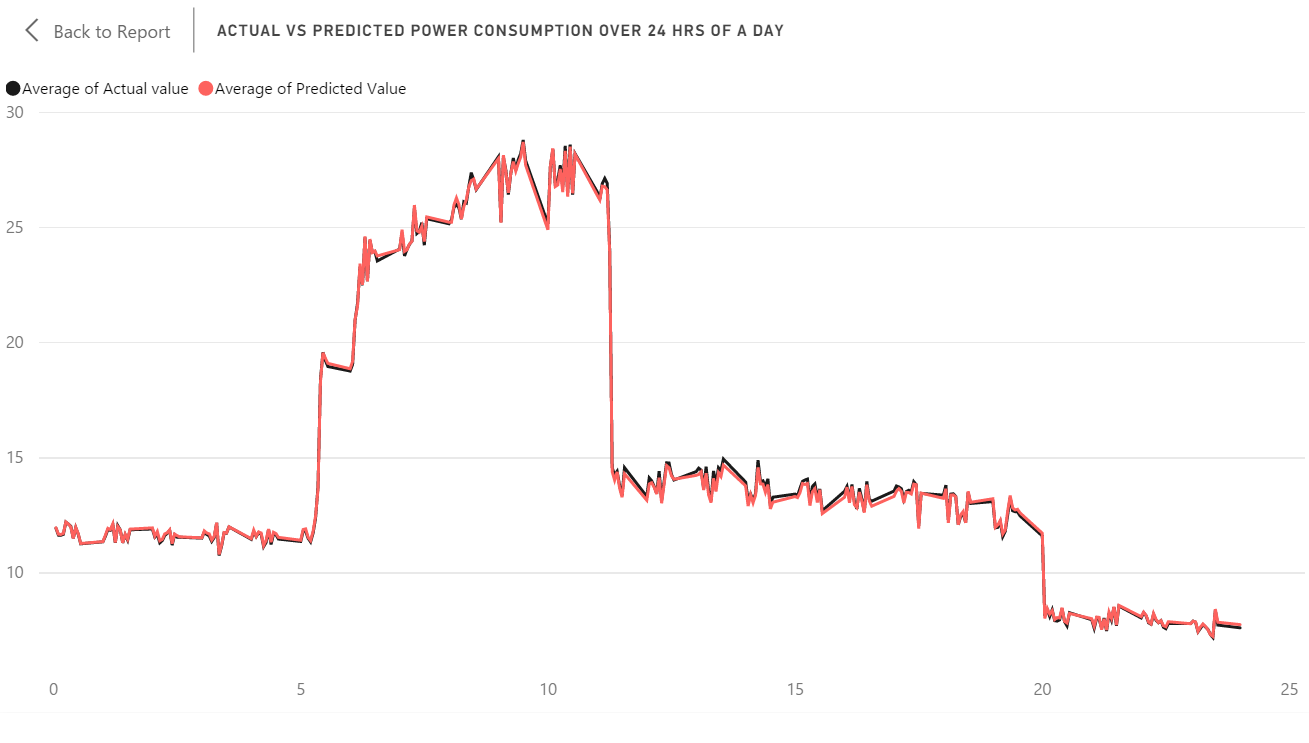 Back to Report
ACTUAL VS PREDICTED POWER CONSUMPTION OVER 24 HRS OF A DAY
Average of Actual value Average of Predicted Value
30
25
20
15
10
0 5 10 15 20 25